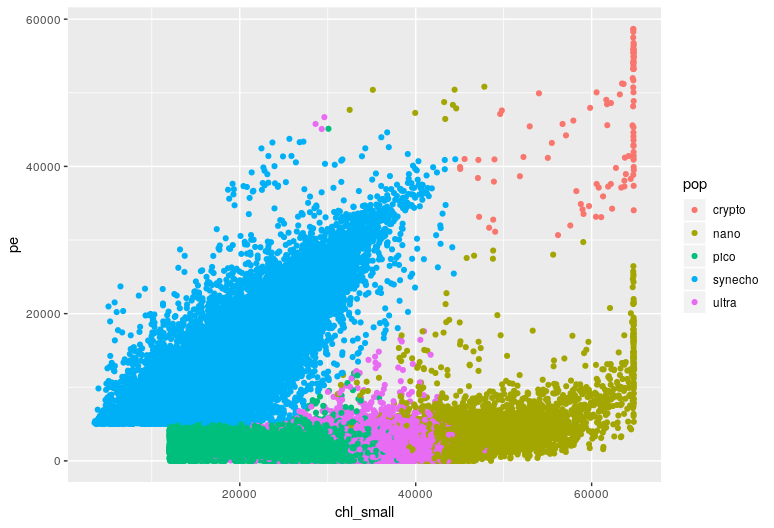 60000
40000
20000
0
pe
20000
40000
60000
chl_small
pop
crypto
nano
pico
synecho
ultra